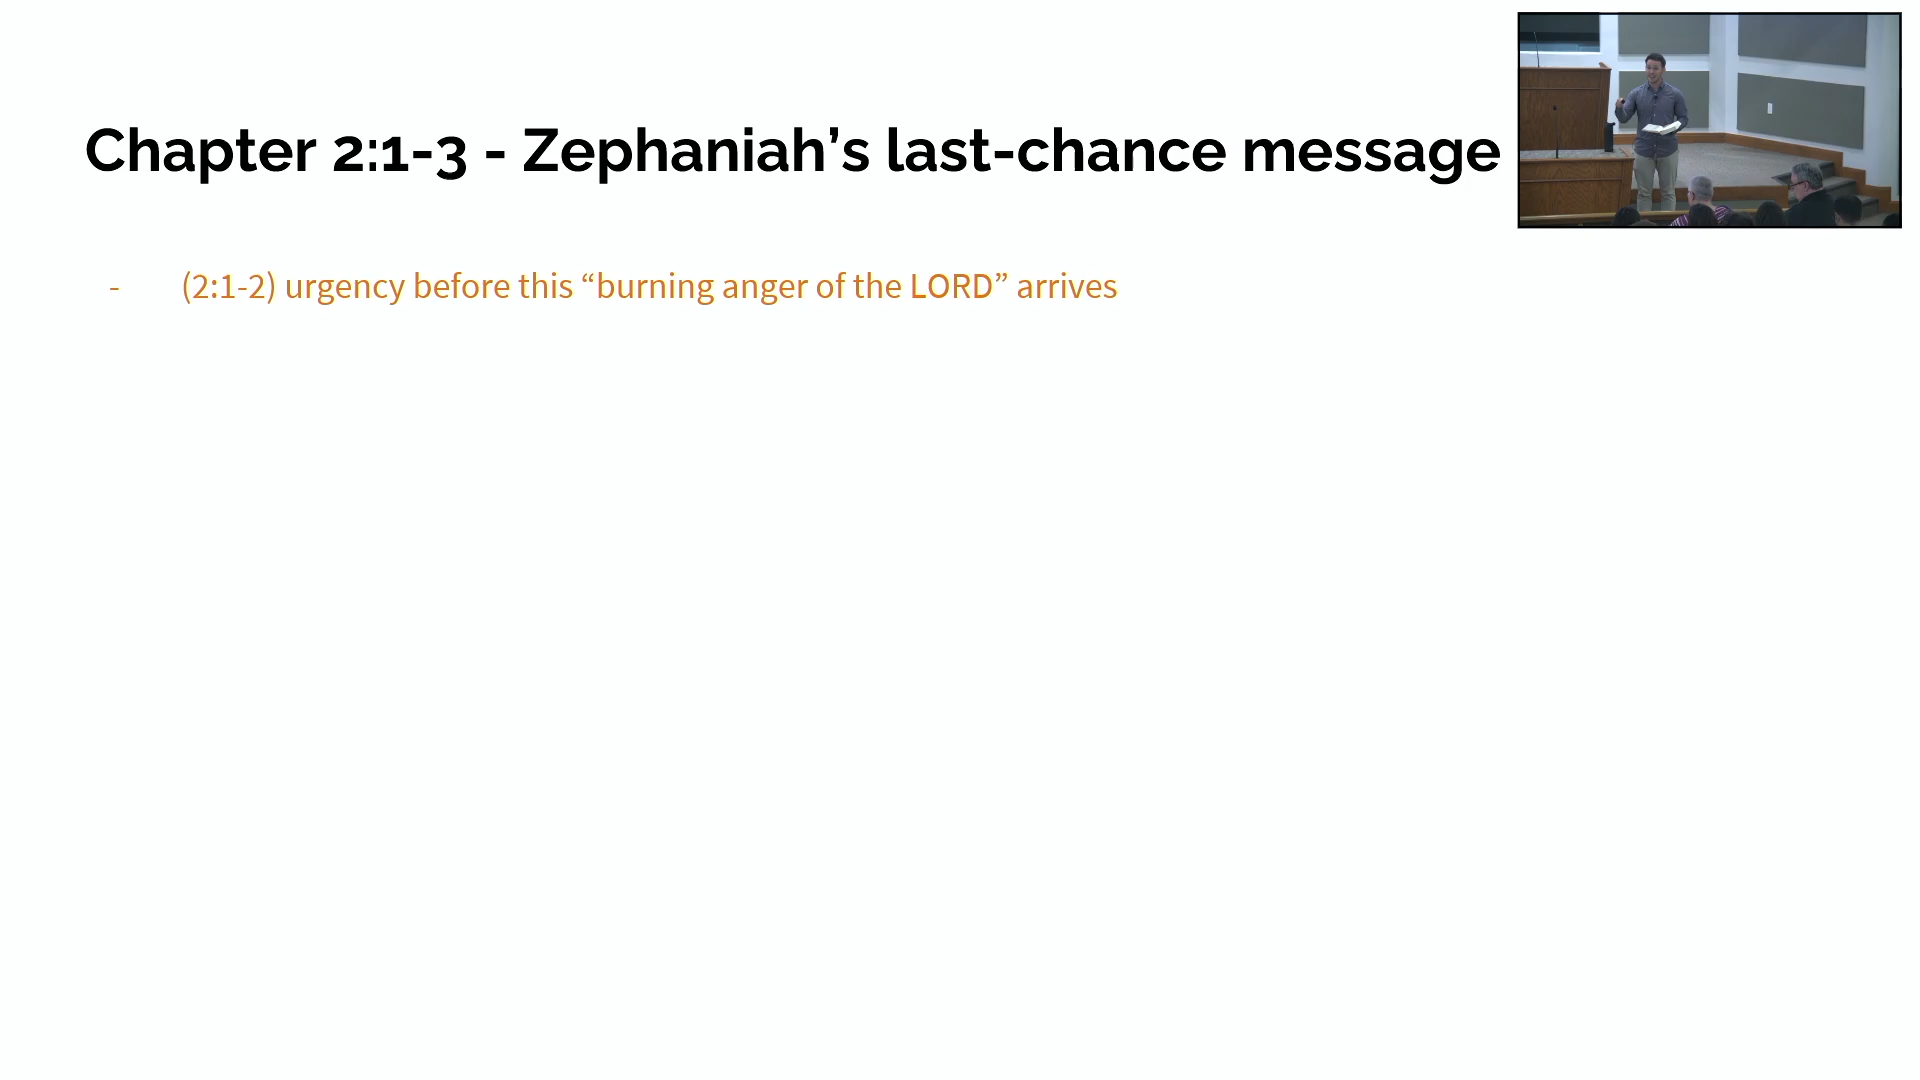 Chapter 2:1-3 - Zephaniah’s last-chance message
- (2:1-2) urgency before this “burning anger of the LORD” arrives